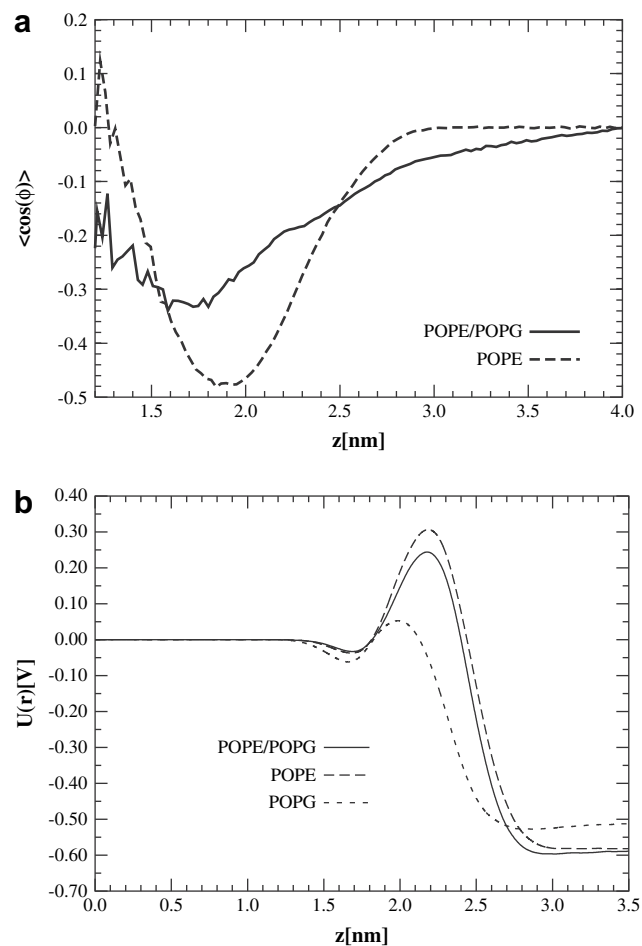 a
0.2
0.1
0.0
-0.1
-0.2
-0.3
-0.4
-0.5
<cos(ϕ)>
POPE/POPG
POPE
1.5 2.0 2.5 3.0 3.5 4.0
z[nm]
b
0.40
0.30
0.20
0.10
0.00
-0.10
-0.20
-0.30
-0.40
-0.50
-0.60
-0.70
U(r)[V]
POPE/POPG
POPE
POPG
0.0 0.5 1.0 1.5 2.0 2.5 3.0 3.5
z[nm]